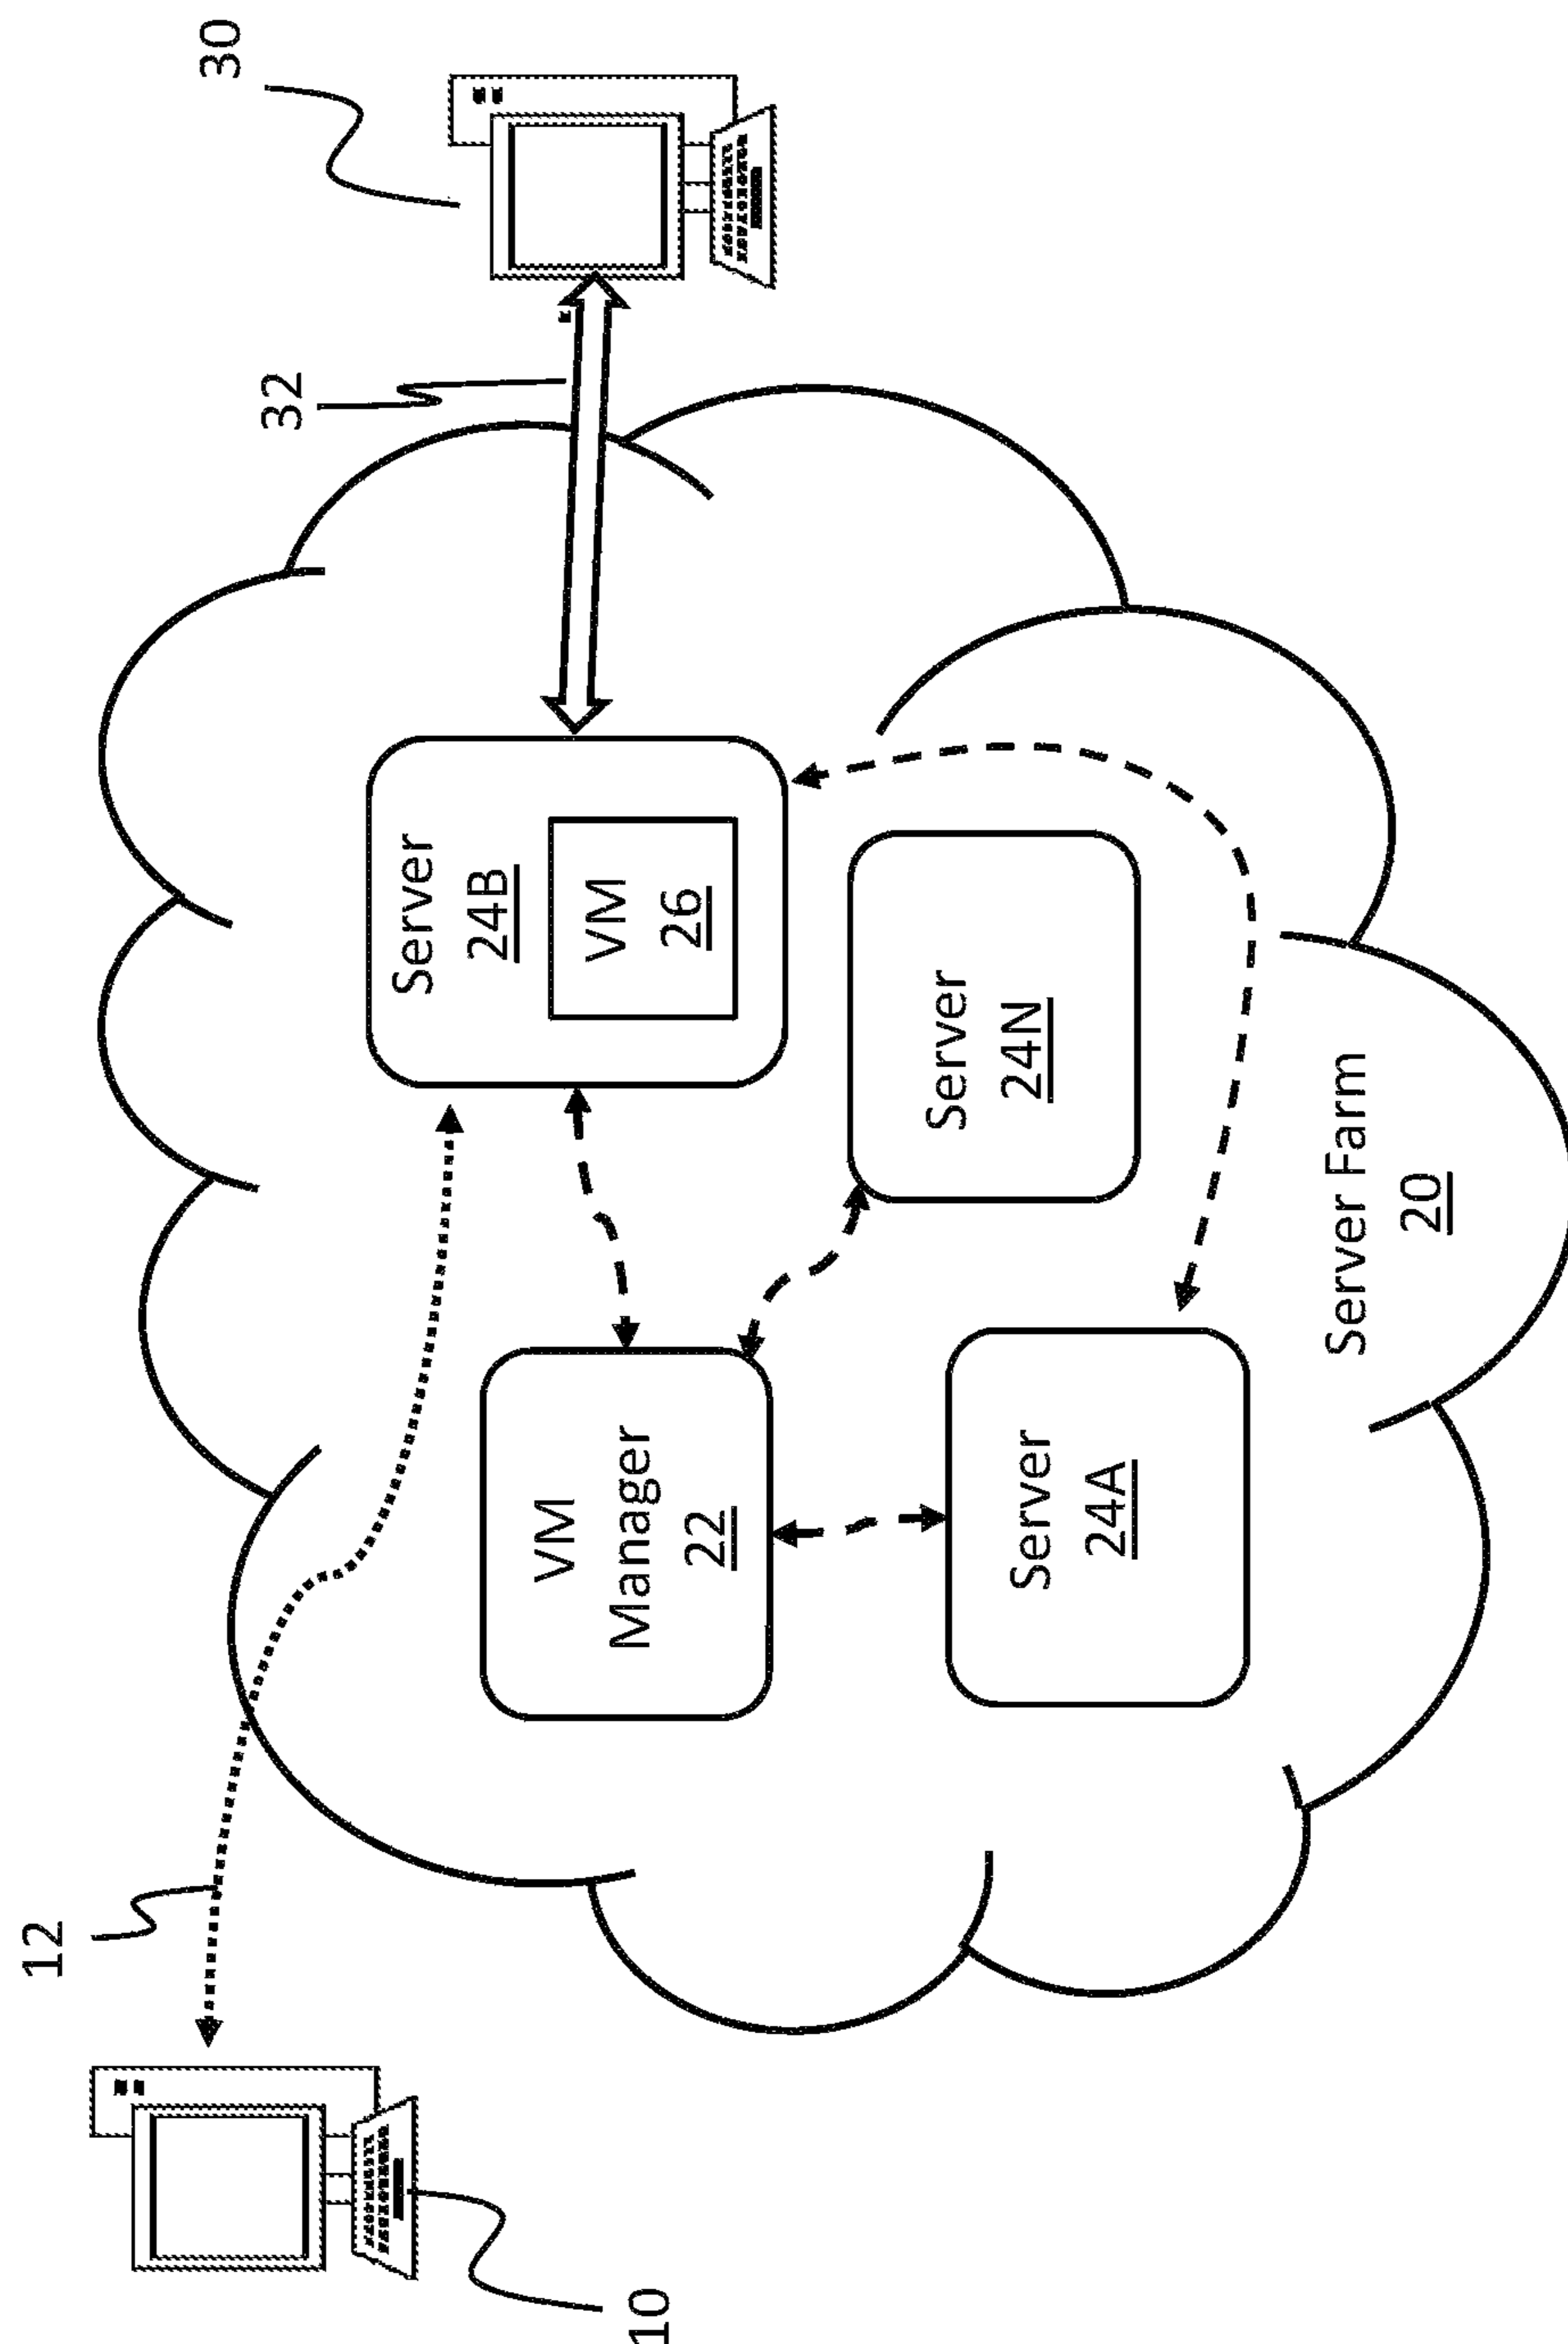 12
10
VM
Manager
22
Server
24A
Server
24B
VM
26
Server
24N
Server Farm
20
32
30